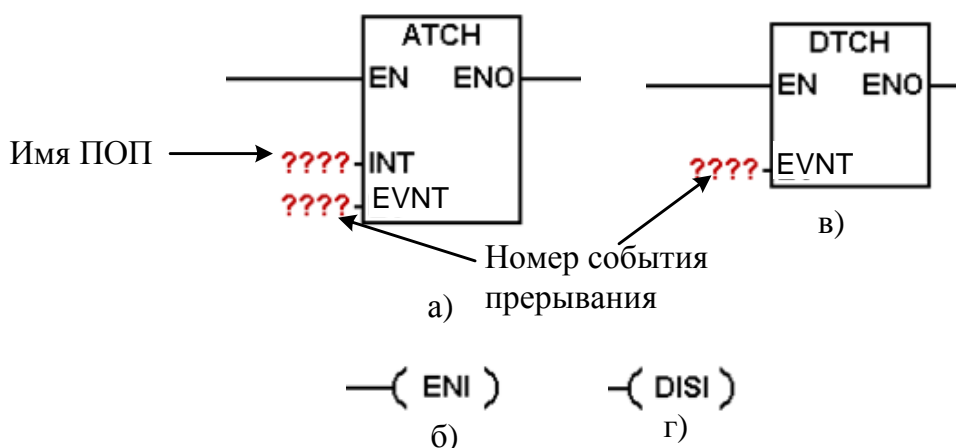 ATCH
EN ENO
Имя ПОП
???? INT
???? EVNT
DTCH
EN ENO
???? EVNT
в)
Номер события
прерывания
а)
( ENI )
( DISI )
б)
г)